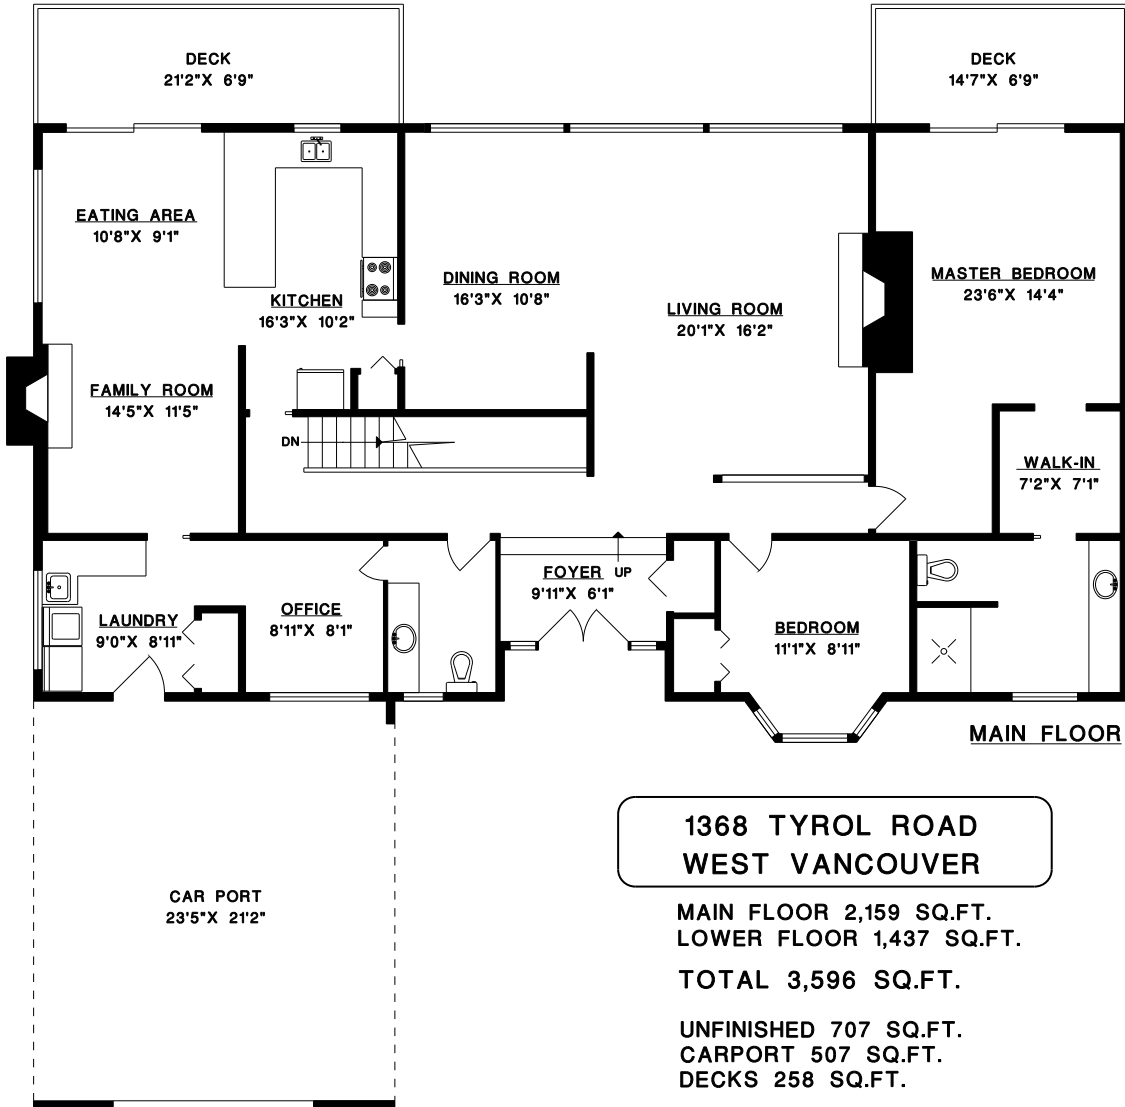 DECK
21'2"X 6'9"
DECK
14'7"X 6'9"
EATING AREA
10'8"X 9'1"
KITCHEN
16'3"X 10'2"
DINING ROOM
16'3"X 10'8"
LIVING ROOM
20'1"X 16'2"
MASTER BEDROOM
23'6"X 14'4"
FAMILY ROOM
14'5"X 11'5"
DN
WALK-IN
7'2"X 7'1"
FOYER
9'11"X 6'1"
UP
LAUNDRY
9'0"X 8'11"
OFFICE
8'11"X 8'1"
BEDROOM
11'1"X 8'11"
MAIN FLOOR
CAR PORT
23'5"X 21'2"
1368 TYROL ROAD
WEST VANCOUVER
MAIN FLOOR 2,159 SQ.FT.
LOWER FLOOR 1,437 SQ.FT.
TOTAL 3,596 SQ.FT.
UNFINISHED 707 SQ.FT.
CARPORT 507 SQ.FT.
DECKS 258 SQ.FT.